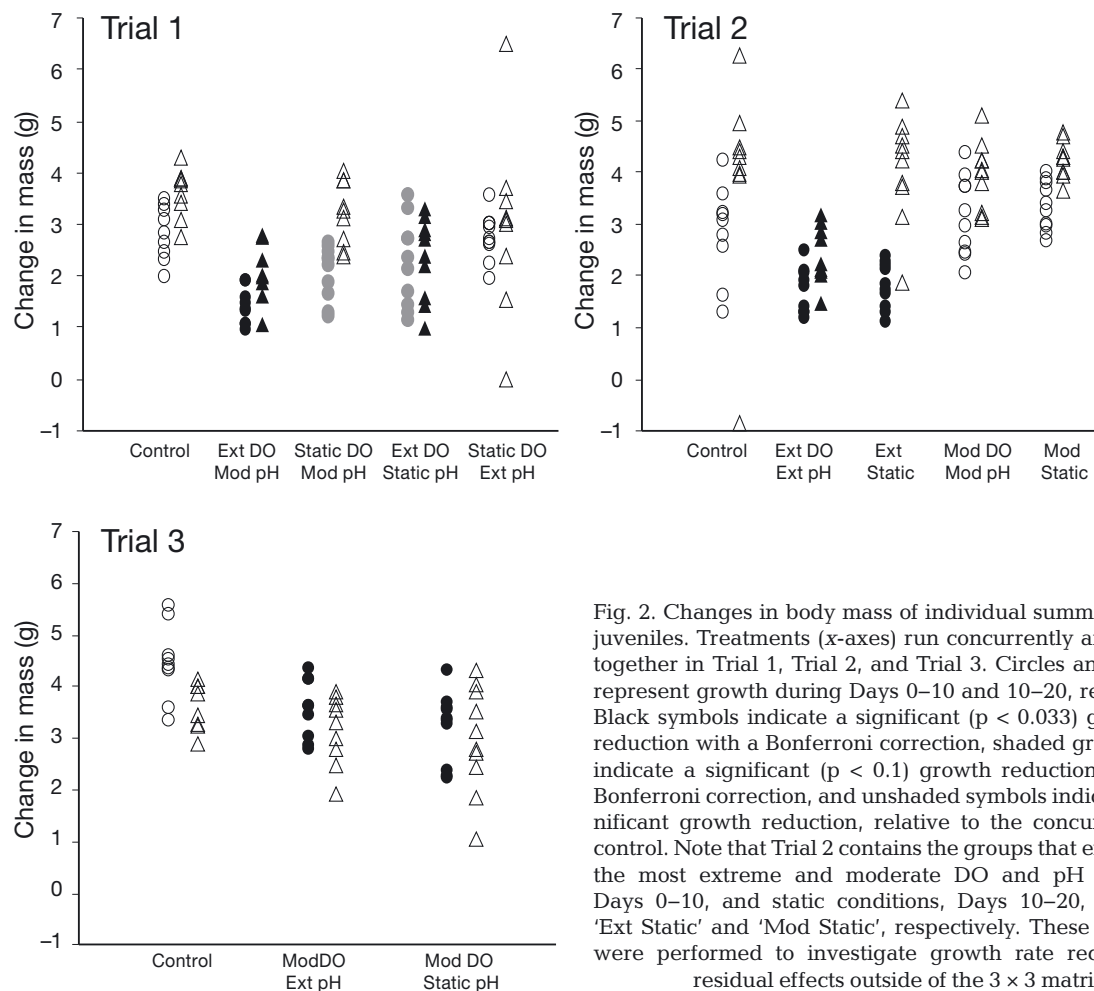 Trial 1
Change in mass (g)
7
6
5
4
3
2
1
0
–1
Control
Ext DO
Mod pH
Static DO
Mod pH
Ext DO
Static pH
Static DO
Ext pH
Trial 2
Change in mass (g)
7
6
5
4
3
2
1
0
–1
Control
Ext DO
Ext pH
Ext
Static
Mod DO
Mod pH
Mod
Static
Trial 3
Change in mass (g)
7
6
5
4
3
2
1
0
–1
Control
ModDO
Ext pH
Mod DO
Static pH
Fig. 2. Changes in body mass of individual summ
juveniles. Treatments (x-axes) run concurrently a
together in Trial 1, Trial 2, and Trial 3. Circles an
represent growth during Days 0–10 and 10–20, re
Black symbols indicate a significant (p < 0.033) g
reduction with a Bonferroni correction, shaded gr
indicate a significant (p < 0.1) growth reduction
Bonferroni correction, and unshaded symbols indic
nificant growth reduction, relative to the concu
control. Note that Trial 2 contains the groups that e
the most extreme and moderate DO and pH
Days 0–10, and static conditions, Days 10–20,
‘Ext Static’ and ‘Mod Static’, respectively. These
were performed to investigate growth rate rec
residual effects outside of the 3 × 3 matri